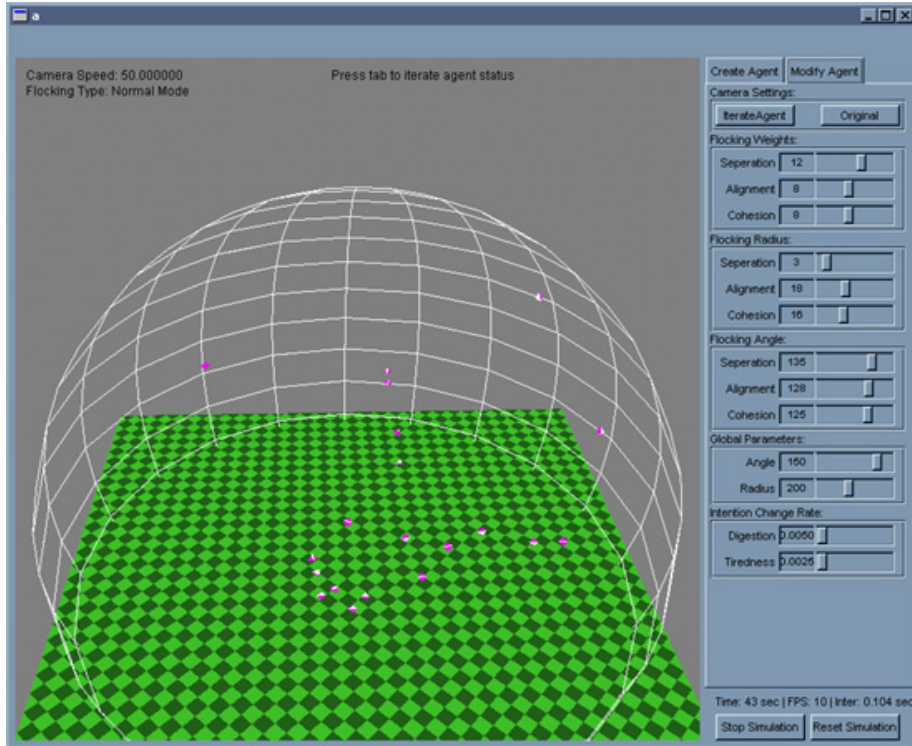 a
Camera Speed: 50.000000
Press tab to iterate agent status
Flocking Type: Normal Mode
Create Agent
Modify Agent
Camera Settings:
IterateAgent
Original
Flocking Weights:
Seperation 12
Alignment 8
Cohesion 8
Flocking Radius:
Seperation 3
Alignment 18
Cohesion 16
Flocking Angle:
Seperation 135
Alignment 128
Cohesion 125
Global Parameters:
Angle 150
Radius 200
Intention Change Rate:
Digestion 0.0050
Tiredness 0.0025
Time: 43 sec | FPS: 10 | Inter: 0.104 sec
Stop Simulation
Reset Simulation